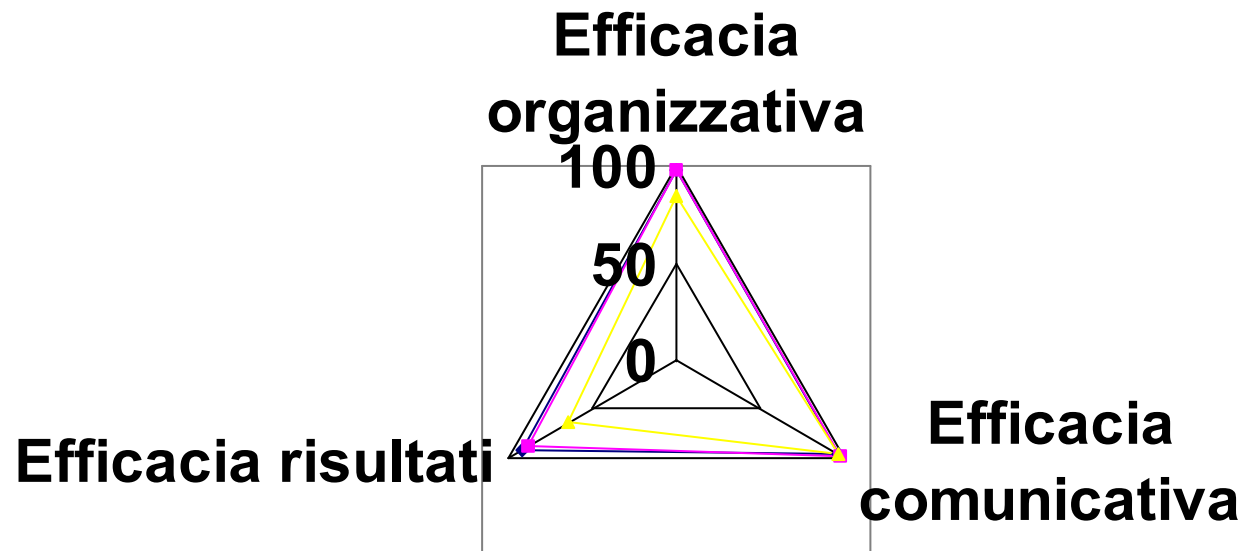 Efficacia
organizzativa
100
50
0
Efficacia risultati
Efficacia
comunicativa